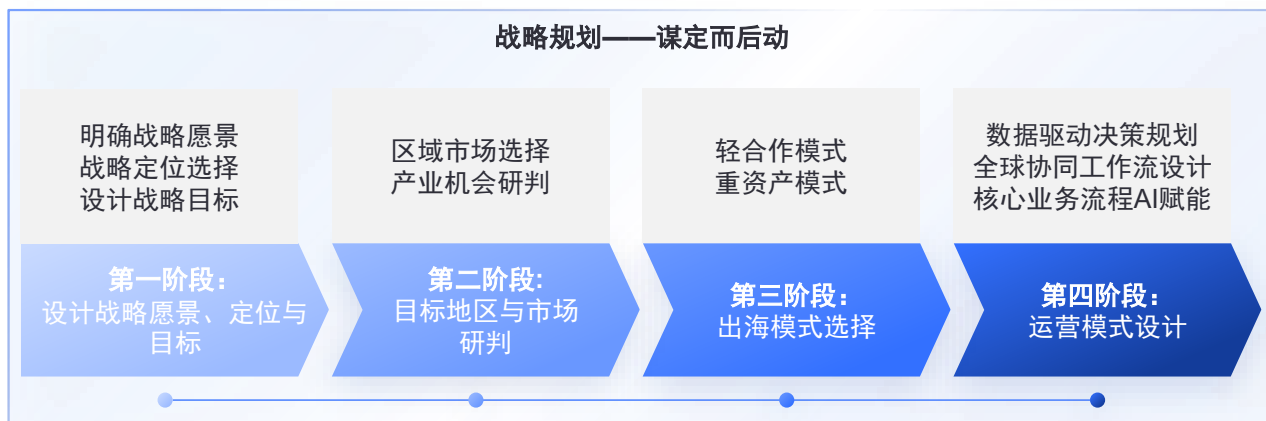 战略规划——谋定而后动
明确战略愿景
战略定位选择
设计战略目标
区域市场选择
产业机会研判
轻合作模式
重资产模式
数据驱动决策规划
全球协同工作流设计
核心业务流程AI赋能
第一阶段：
设计战略愿景、定位与
目标
第二阶段:
目标地区与市场
研判
第三阶段：
出海模式选择
第四阶段：
运营模式设计